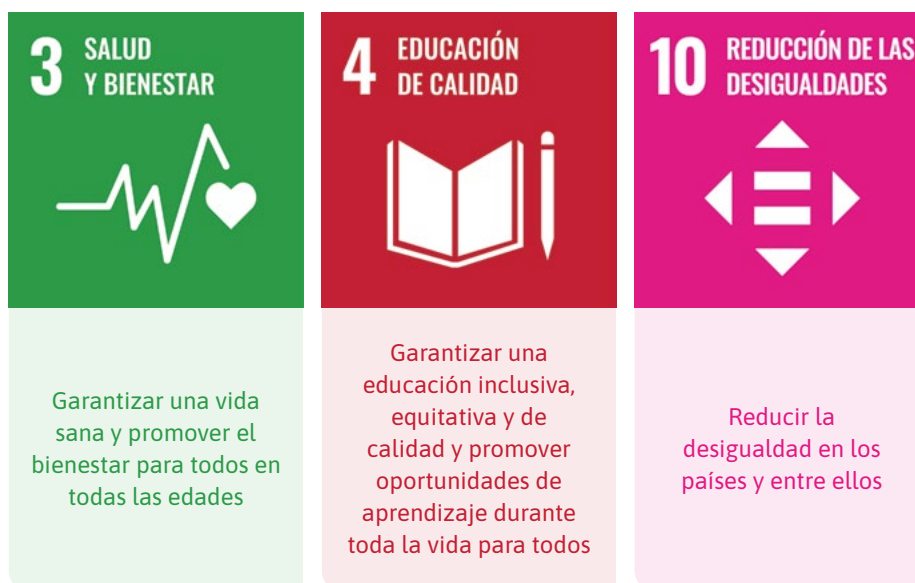 3 SALUD
Y BIENESTAR
Garantizar una vida
sana y promover el
bienestar para todos en
todas las edades
4 EDUCACIÓN
DE CALIDAD
Garantizar una
educación inclusiva,
equitativa y de
calidad y promover
oportunidades de
aprendizaje durante
toda la vida para todos
10 REDUCCIÓN DE LAS
DESIGUALDADES
Reducir la
desigualdad en los
países y entre ellos